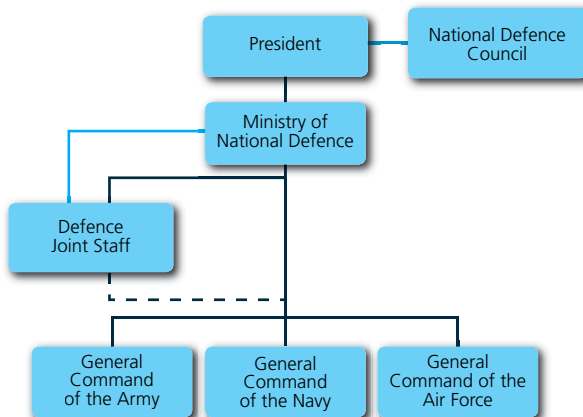 President
National Defence
Council
Ministry of
National Defence
Defence
Joint Staff
General
Command
of the Army
General
Command
of the Navy
General
Command of the
Air Force